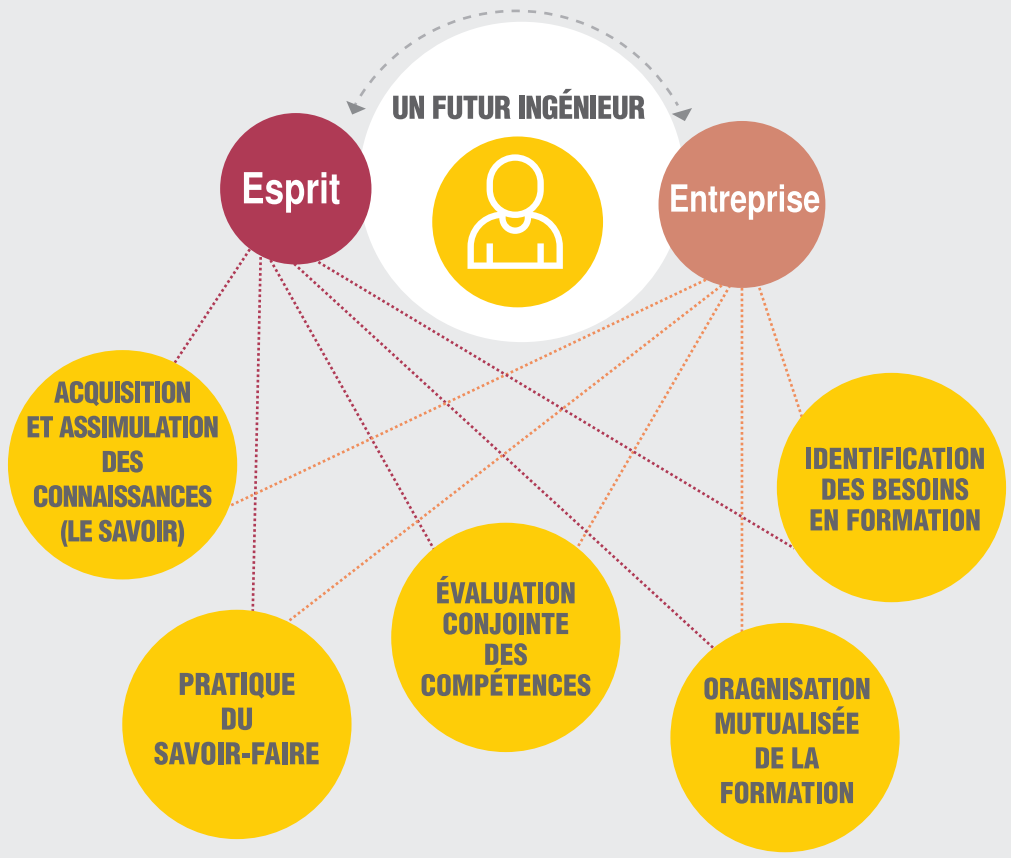 UN FUTUR INGÉNIEUR
Esprit
Entreprise
ACQUISITION
ET ASSIMULATION
DES
CONNAISSANCES
(LE SAVOIR)
PRATIQUE
DU
SAVOIR-FAIRE
ÉVALUATION
CONJOINTE
DES
COMPÉTENCES
ORAGNISATION
MUTUALISÉE
DE LA
FORMATION
IDENTIFICATION
DES BESOINS
EN FORMATION